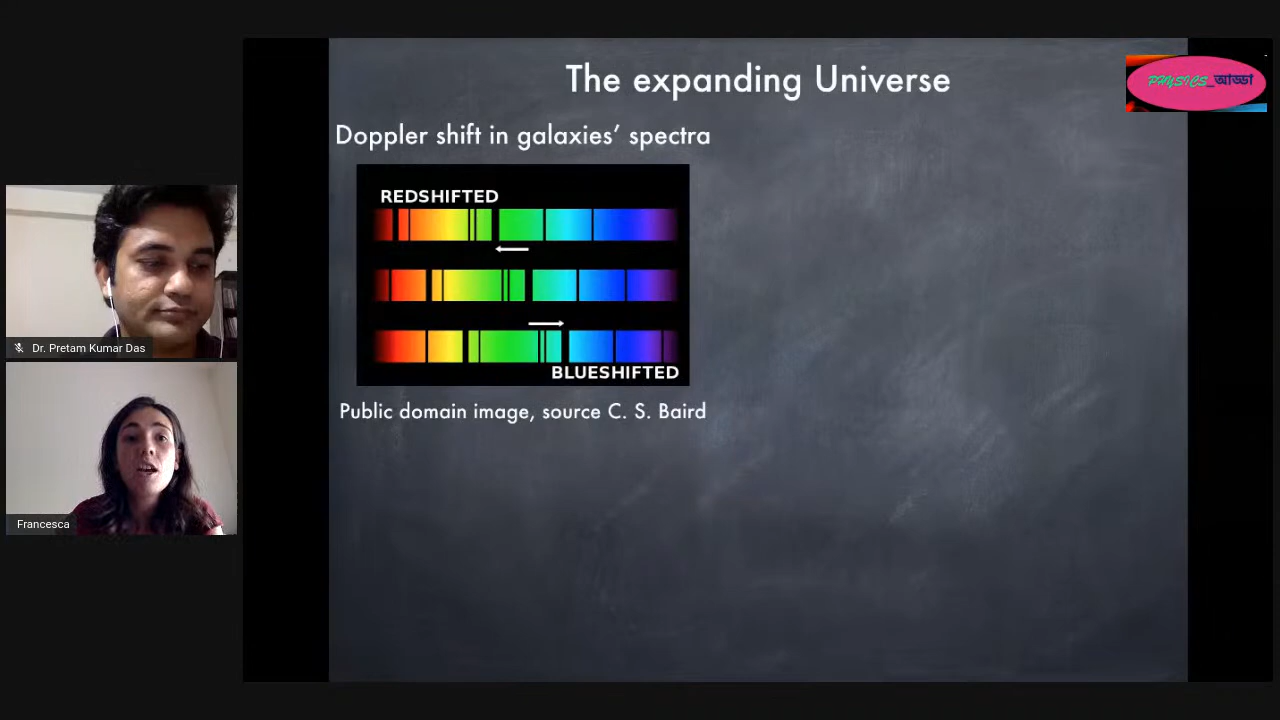 The expanding Universe
PHYSICS_আড্ডা
Doppler shift in galaxies’ spectra
REDSHIFTED
BLUESHIFTED
Public domain image, source C. S. Baird
Dr. Pretam Kumar Das
Francesca